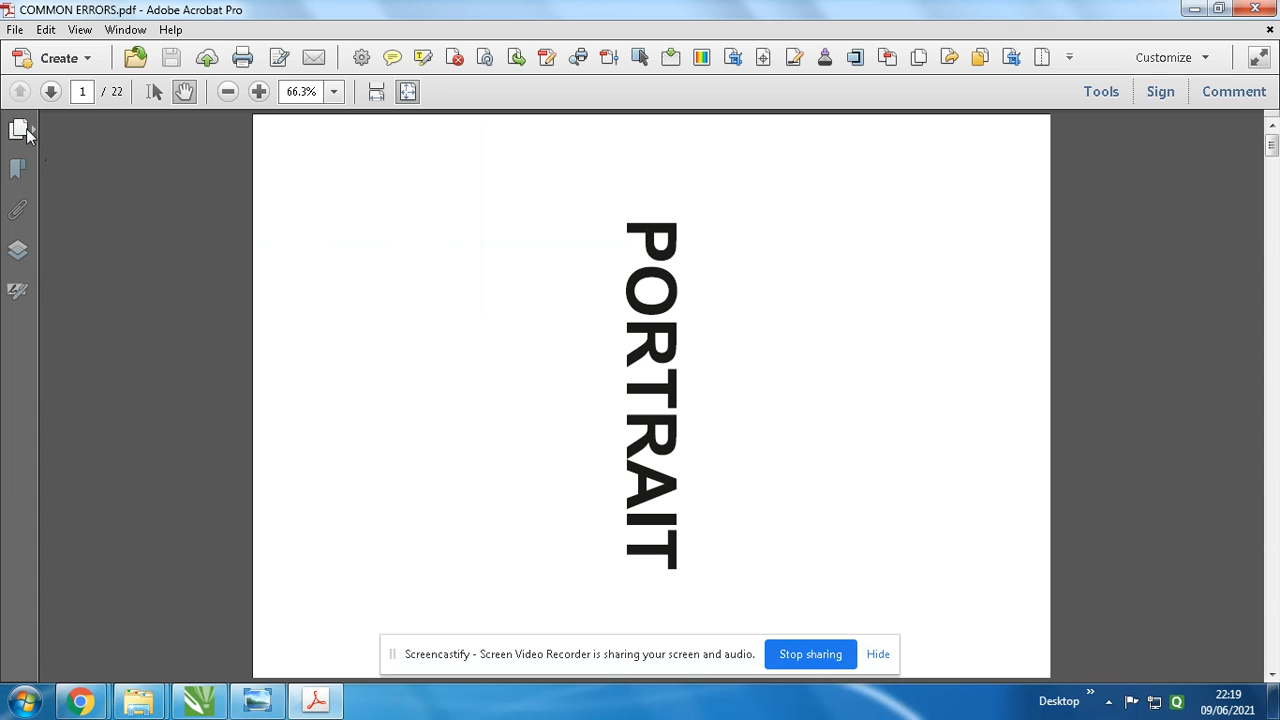 COMMON ERRORS.pdf - Adobe Acrobat Pro
File Edit View Window Help
Create Customize
1 / 22 66.3% Tools Sign Comment
PORTRAIT
Screencastify - Screen Video Recorder is sharing your screen and audio. Stop sharing Hide
Desktop 22:19
09/06/2021